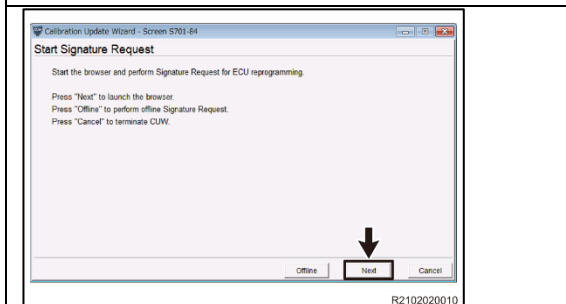 Calibration Update Wizard - Screen S701-84
Start Signature Request
Start the browser and perform Signature Request for ECU reprogramming.
Press "Next" to launch the browser.
Press "Offline" to perform offline Signature Request.
Press "Cancel" to terminate CUW.
Offline Next Cancel
R2102020010